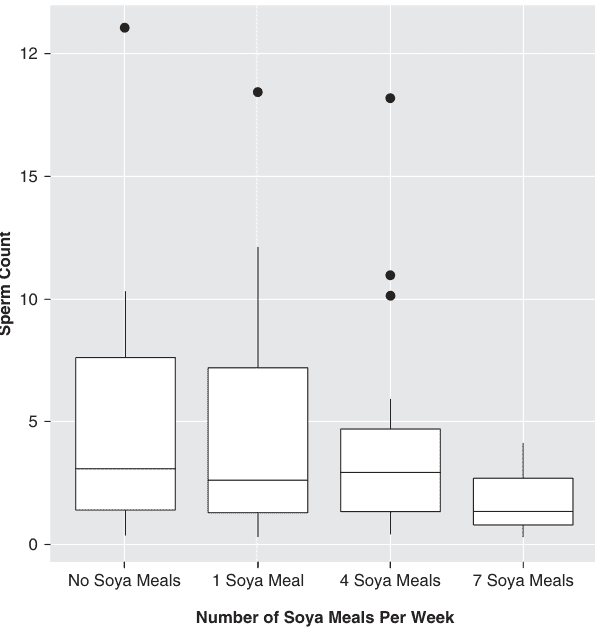 12
15
10
5
0
Sperm Count
No Soya Meals
1 Soya Meal
4 Soya Meals
7 Soya Meals
Number of Soya Meals Per Week